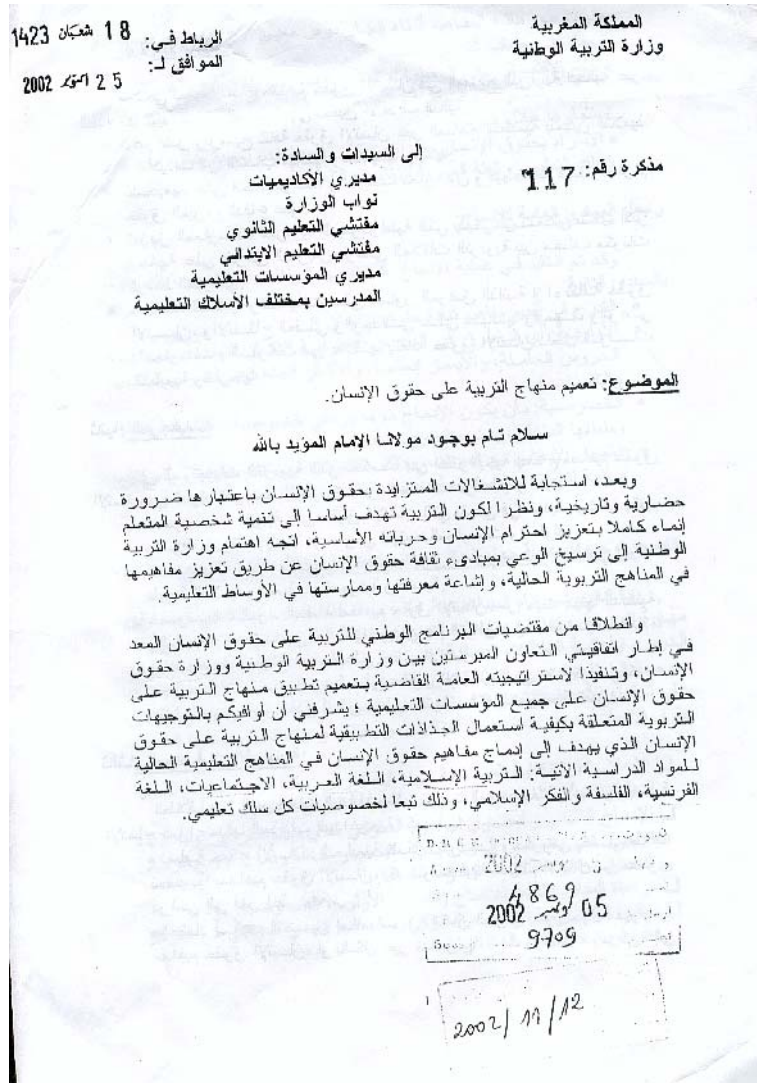 المملكة المغربية
وزارة التربية الوطنية
الرباط في: 18 شعبان 1423
الموافق لـ: 25 اكتوبر 2002
مذكرة رقم: 117
إلى السيدات والسادة:
مديري الأكاديميات
نواب الوزارة
مفتشي التعليم الثانوي
مفتشي التعليم الابتدائي
مديري المؤسسات التعليمية
المدرسين بمختلف الأسلاك التعليمية
الموضوع: تعميم منهاج التربية على حقوق الإنسان.
سلام تام بوجود مولانا الإمام المؤيد بالله
وبعد، استجابة للانشغالات المتزايدة بحقوق الإنسان باعتبارها ضرورة
حضارية وتاريخية، ونظرا لكون التربية تهدف أساسا إلى تنمية شخصية المتعلم
إنماء كاملا بتعزيز احترام الإنسان وحرياته الأساسية، اتجه اهتمام وزارة التربية
الوطنية إلى ترسيخ الوعي بمبادىء ثقافة حقوق الإنسان عن طريق تعزيز مفاهيمها
في المناهج التربوية الحالية، وإشاعة معرفتها وممارستها في الأوساط التعليمية.
وانطلاقا من مقتضيات البرنامج الوطني للتربية على حقوق الإنسان المعد
في إطار اتفاقيتي التعاون المبرمتين بين وزارة التربية الوطنية ووزارة حقوق
الإنسان، وتنفيذا لاستراتيجيته العامة القاضية بتعميم تطبيق منهاج التربية على
حقوق الإنسان على جميع المؤسسات التعليمية ؛ يشرفني أن أوافيكم بالتوجيهات
التربوية المتعلقة بكيفية استعمال الجذاذات التطبيقية لمنهاج التربية على حقوق
الإنسان الذي يهدف إلى إدماج مفاهيم حقوق الإنسان في المناهج التعليمية الحالية
للمواد الدراسية الآتية: التربية الإسلامية، اللغة العربية، الاجتماعيات، اللغة
الفرنسية، الفلسفة والفكر الإسلامي، وذلك تبعا لخصوصيات كل سلك تعليمي.
2002
4869
05 2002
9709
2002/11/12